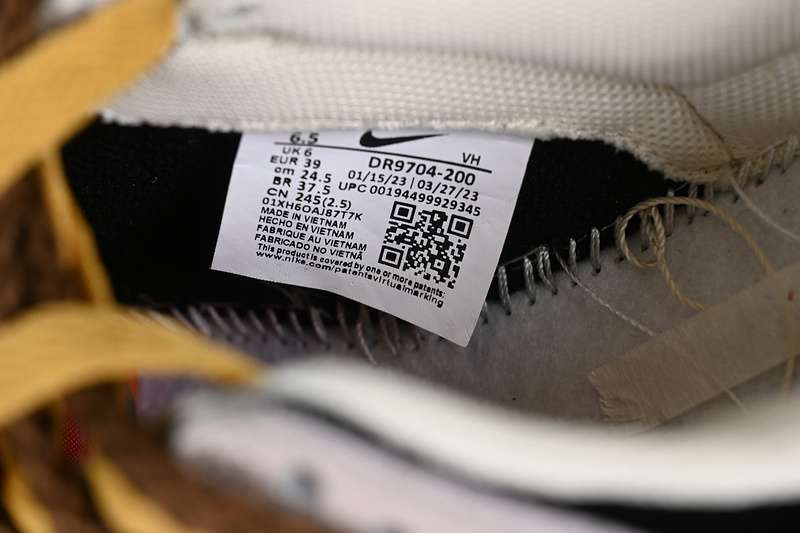 6.5
UK 6
EUR 39
cm 24.5
BR 37.5
CN 245(2.5)
VH
DR9704-200
01/15/23 | 03/27/23
UPC 00194499929345
01XH6OAJ87T7K
MADE IN VIETNAM
HECHO EN VIETNAM
FABRIQUE AU VIETNAM
FABRICADO NO VIETNÃ
This product is covered by one or more patents:
www.nike.com/patentsvirtualmarking